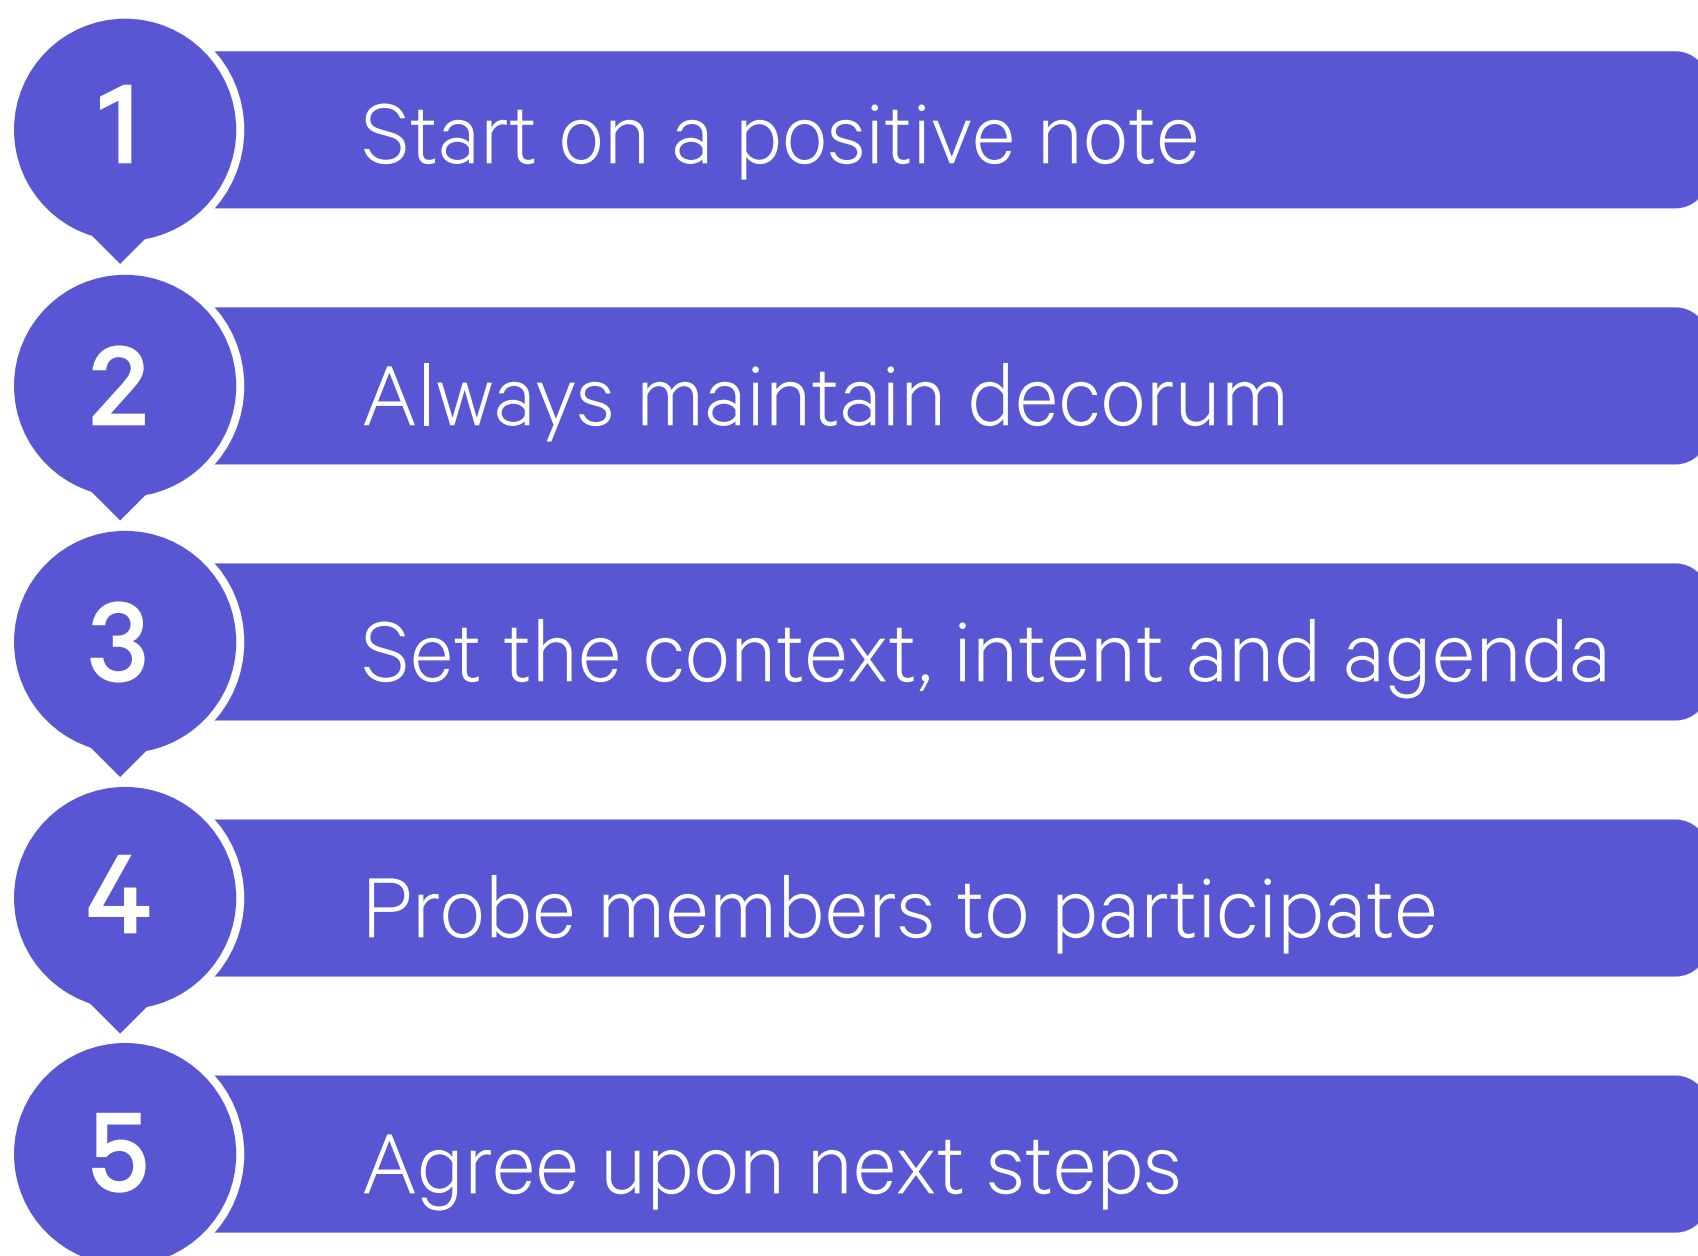 1
Start on a positive note
2
Always maintain decorum
3
Set the context, intent and agenda
4
Probe members to participate
5
Agree upon next steps